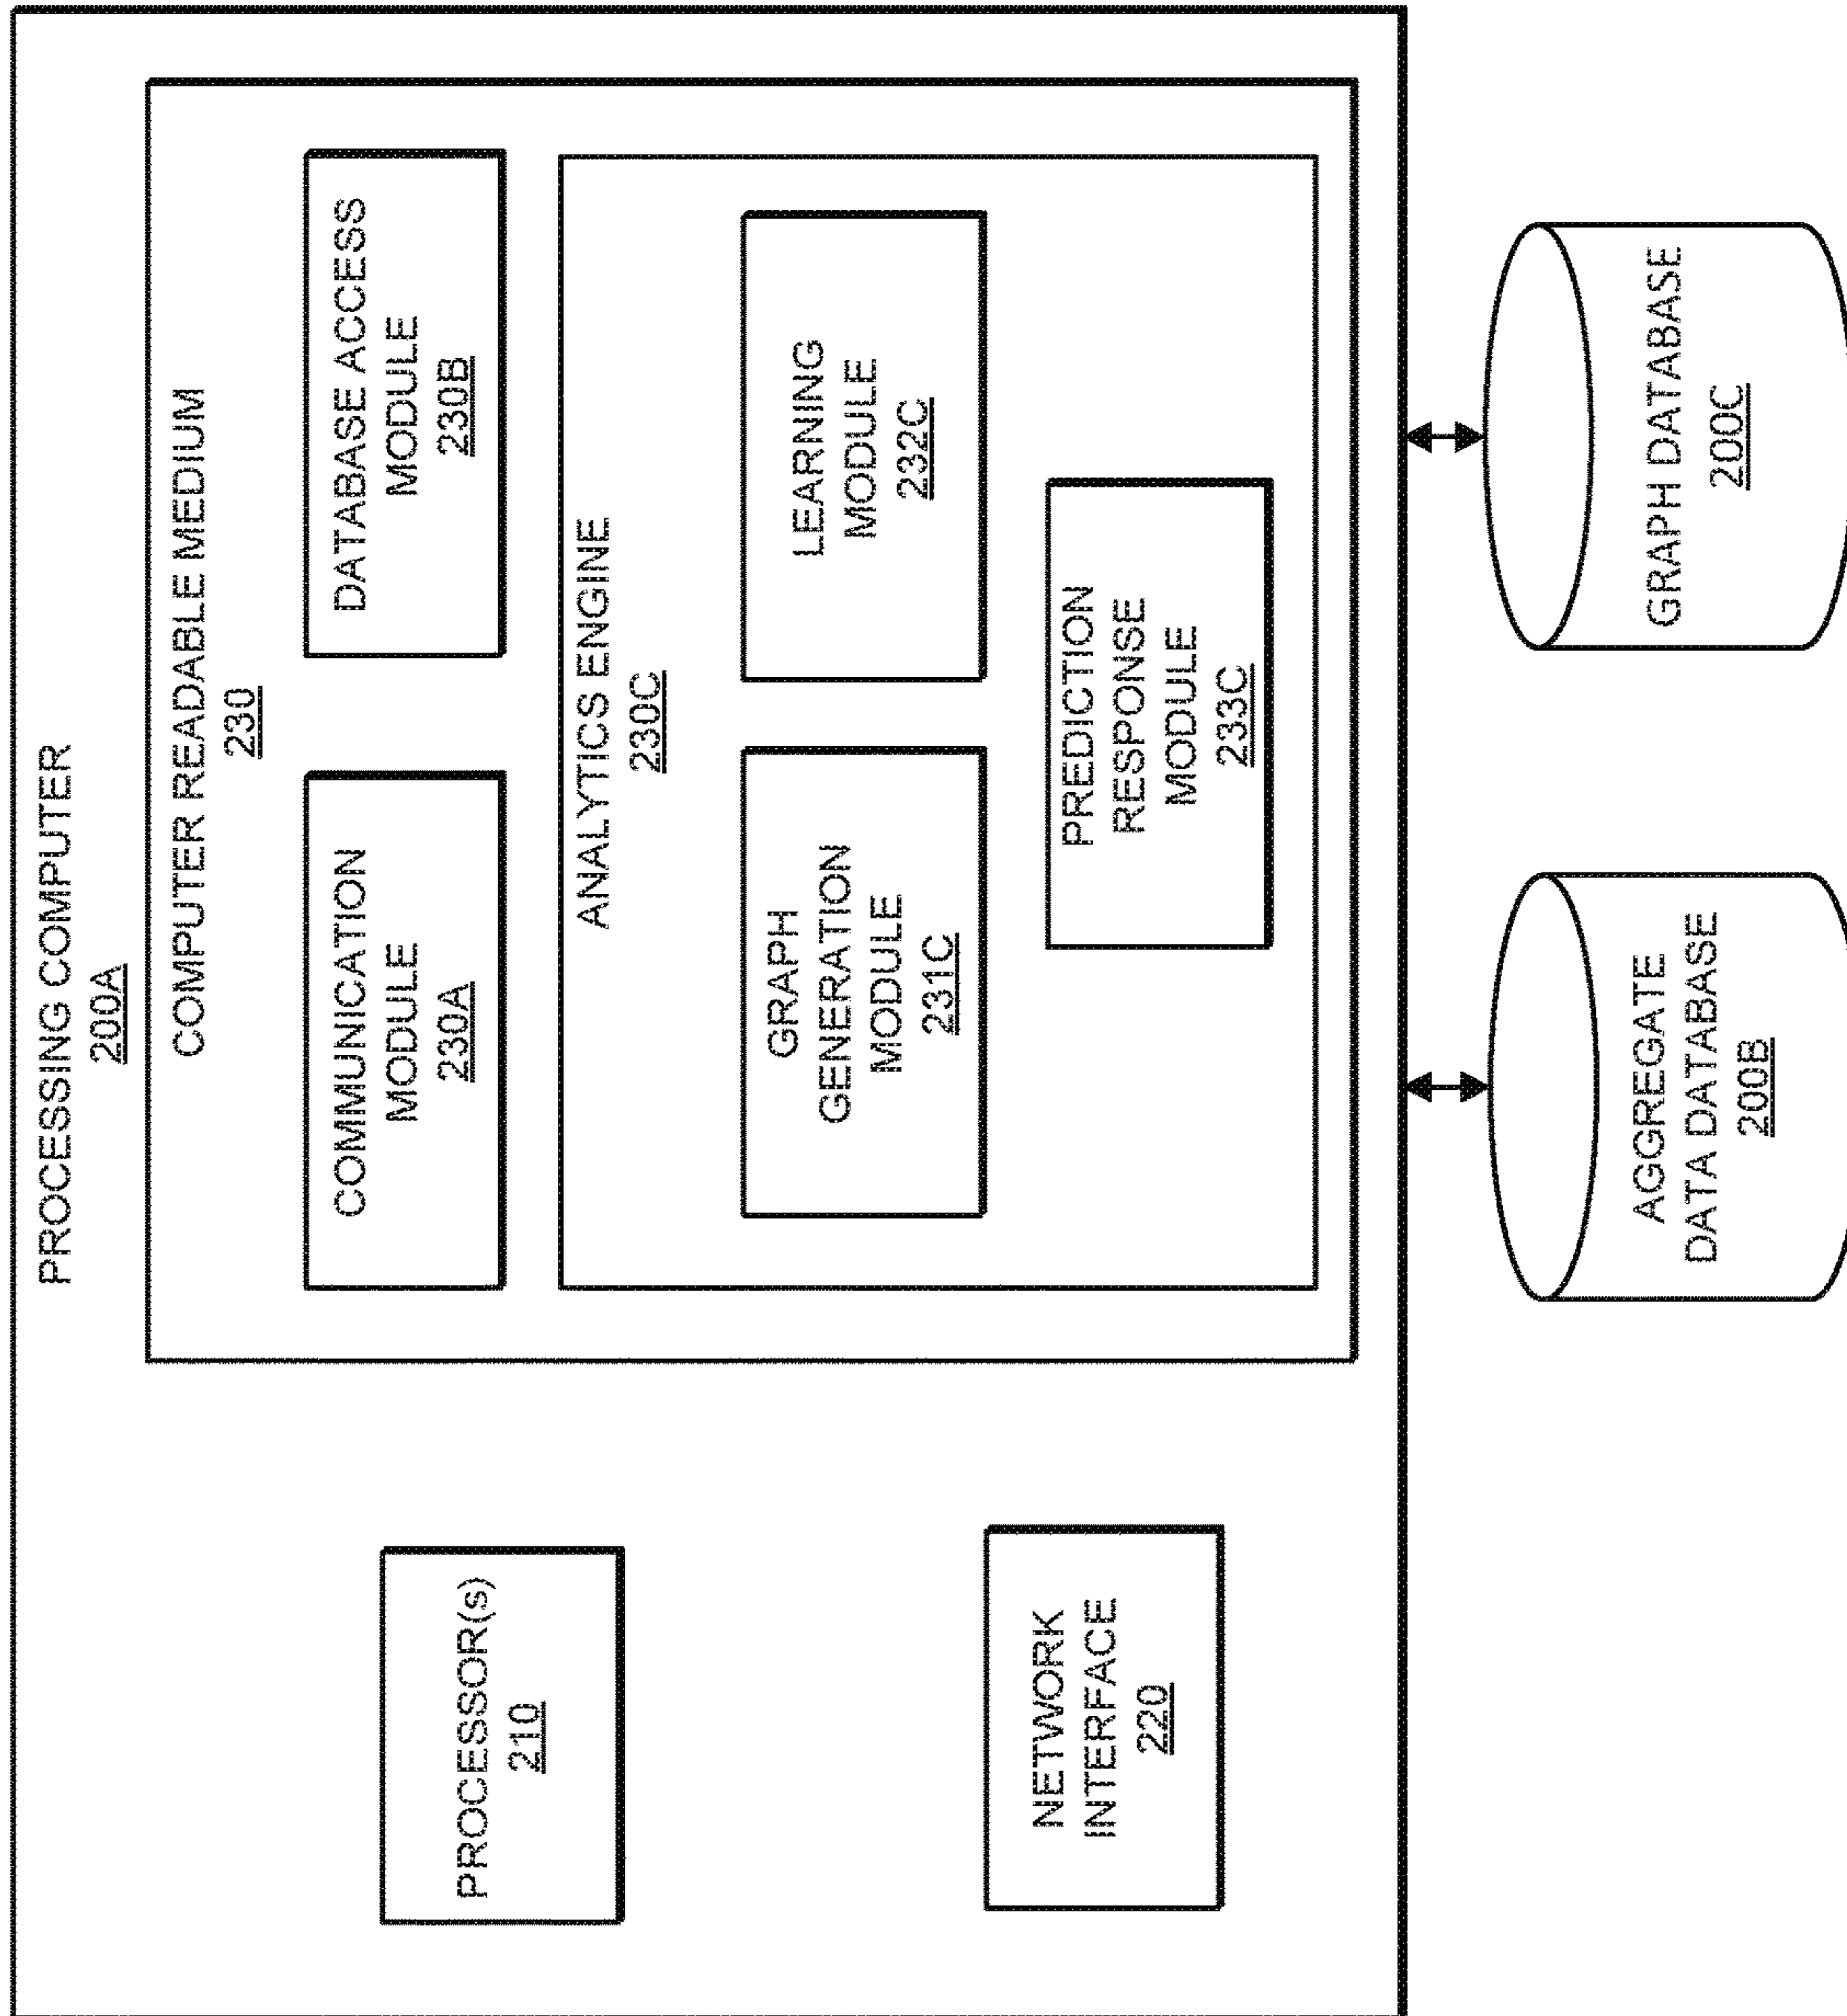 PROCESSING COMPUTER
200A
PROCESSOR(s)
210
NETWORK
INTERFACE
220
COMPUTER READABLE MEDIUM
230
COMMUNICATION
MODULE
230A
DATABASE ACCESS
MODULE
230B
ANALYTICS ENGINE
230C
GRAPH
GENERATION
MODULE
231C
LEARNING
MODULE
232C
PREDICTION
RESPONSE
MODULE
233C
AGGREGATE
DATA DATABASE
200B
GRAPH DATABASE
200C